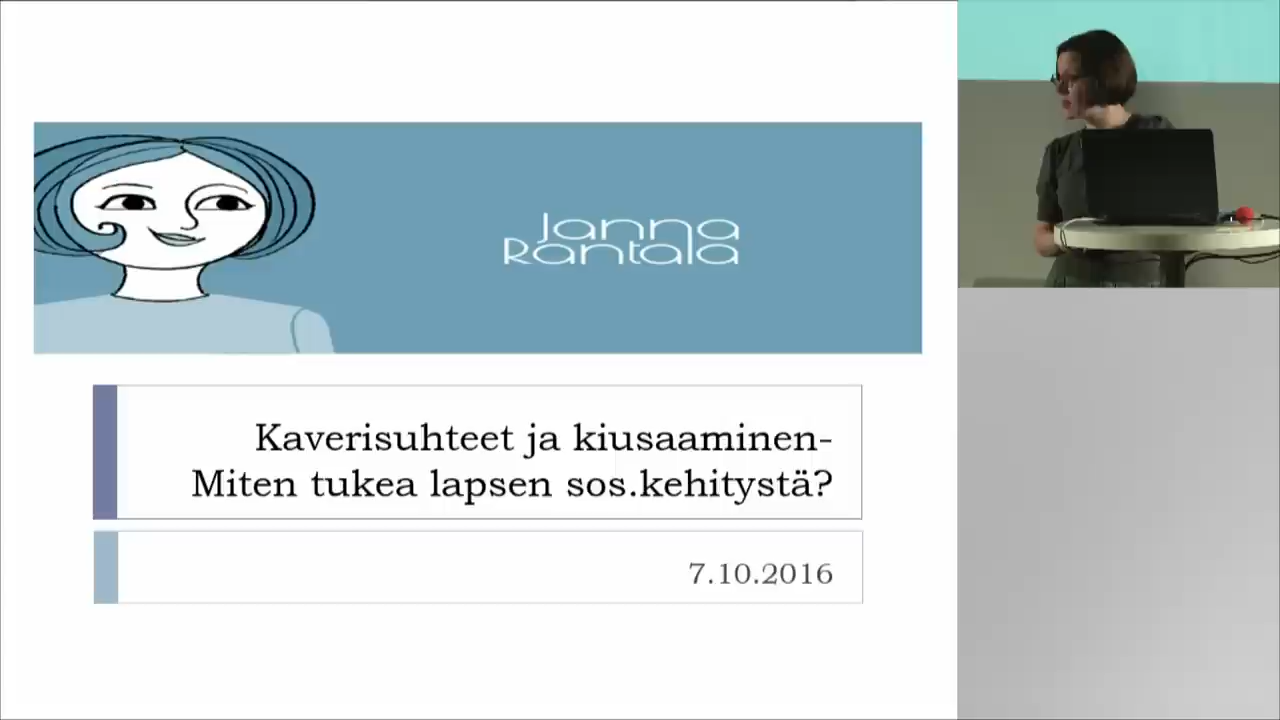 Janna
Rantala
Kaverisuhteet ja kiusaaminen-
Miten tukea lapsen sos.kehitystä?
7.10.2016